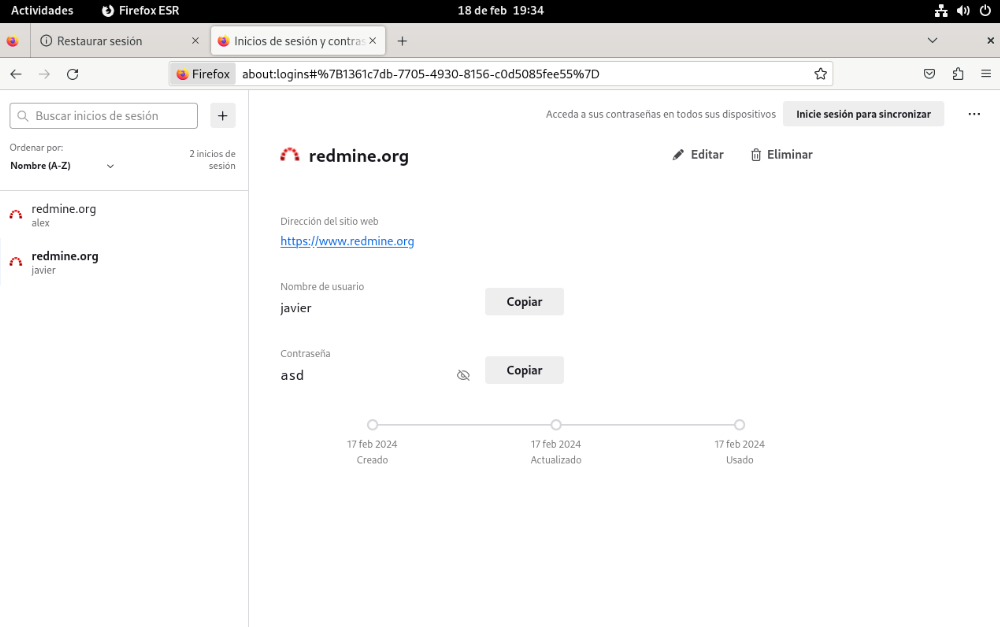 Actividades
Firefox ESR
18 de feb 19:34
Restaurar sesión
Inicios de sesión y contras
Firefox
about:logins#%7B1361c7db-7705-4930-8156-c0d5085fee55%7D
Buscar inicios de sesión
Acceda a sus contraseñas en todos sus dispositivos
Inicie sesión para sincronizar
Ordenar por:
Nombre (A-Z)
2 inicios de
sesión
redmine.org
alex
redmine.org
javier
redmine.org
Editar
Eliminar
Dirección del sitio web
https://www.redmine.org
Nombre de usuario
javier
Copiar
Contraseña
asd
Copiar
17 feb 2024
Creado
17 feb 2024
Actualizado
17 feb 2024
Usado